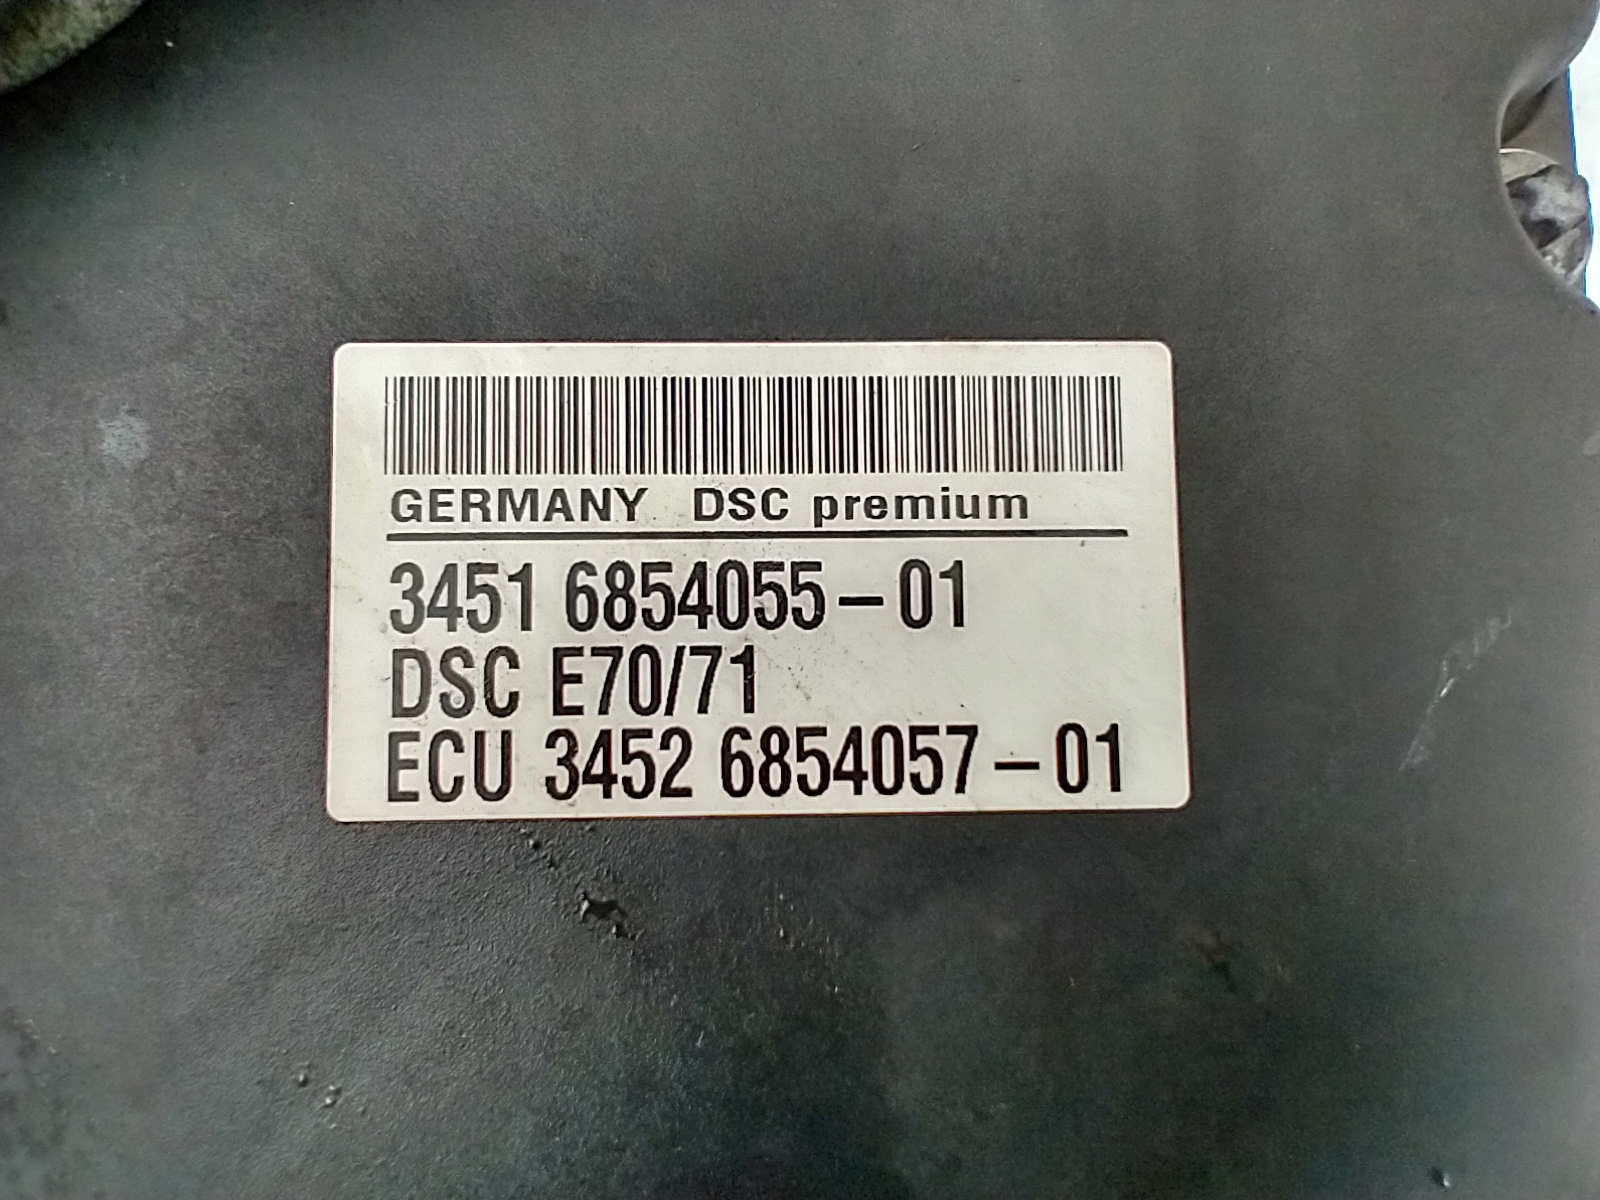 GERMANY DSC premium
3451 6854055-01
DSC E70/71
ECU 3452 6854057-01